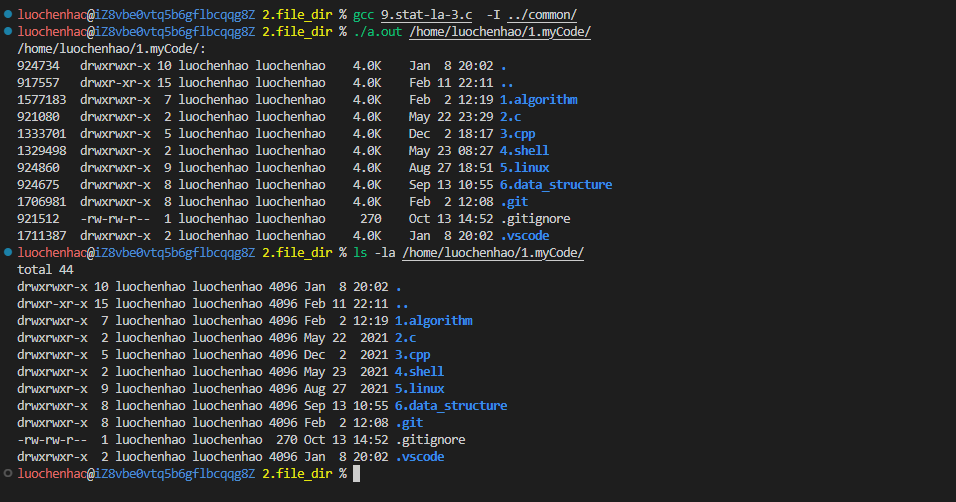 luochenhao@iZ8vbe0vtq5b6gflbcqqg8Z 2.file_dir % gcc 9.stat-la-3.c  -I ../common/
luochenhao@iZ8vbe0vtq5b6gflbcqqg8Z 2.file_dir % ./a.out /home/luochenhao/1.myCode/
/home/luochenhao/1.myCode/:
924734   drwxrwxr-x 10 luochenhao luochenhao    4.0K    Jan  8 20:02 .
917557   drwxr-xr-x 15 luochenhao luochenhao    4.0K    Feb 11 22:11 ..
1577183  drwxrwxr-x  7 luochenhao luochenhao    4.0K    Feb  2 12:19 1.algorithm
921080   drwxrwxr-x  2 luochenhao luochenhao    4.0K    May 22 23:29 2.c
1333701  drwxrwxr-x  5 luochenhao luochenhao    4.0K    Dec  2 18:17 3.cpp
1329498  drwxrwxr-x  2 luochenhao luochenhao    4.0K    May 23 08:27 4.shell
924860   drwxrwxr-x  9 luochenhao luochenhao    4.0K    Aug 27 18:51 5.linux
924675   drwxrwxr-x  8 luochenhao luochenhao    4.0K    Sep 13 10:55 6.data_structure
1706981  drwxrwxr-x  8 luochenhao luochenhao    4.0K    Feb  2 12:08 .git
921512   -rw-rw-r--  1 luochenhao luochenhao     270    Oct 13 14:52 .gitignore
1711387  drwxrwxr-x  2 luochenhao luochenhao    4.0K    Jan  8 20:02 .vscode
luochenhao@iZ8vbe0vtq5b6gflbcqqg8Z 2.file_dir % ls -la /home/luochenhao/1.myCode/
total 44
drwxrwxr-x 10 luochenhao luochenhao 4096 Jan  8 20:02 .
drwxr-xr-x 15 luochenhao luochenhao 4096 Feb 11 22:11 ..
drwxrwxr-x  7 luochenhao luochenhao 4096 Feb  2 12:19 1.algorithm
drwxrwxr-x  2 luochenhao luochenhao 4096 May 22  2021 2.c
drwxrwxr-x  5 luochenhao luochenhao 4096 Dec  2  2021 3.cpp
drwxrwxr-x  2 luochenhao luochenhao 4096 May 23  2021 4.shell
drwxrwxr-x  9 luochenhao luochenhao 4096 Aug 27  2021 5.linux
drwxrwxr-x  8 luochenhao luochenhao 4096 Sep 13 10:55 6.data_structure
drwxrwxr-x  8 luochenhao luochenhao 4096 Feb  2 12:08 .git
-rw-rw-r--  1 luochenhao luochenhao  270 Oct 13 14:52 .gitignore
drwxrwxr-x  2 luochenhao luochenhao 4096 Jan  8 20:02 .vscode
luochenhao@iZ8vbe0vtq5b6gflbcqqg8Z 2.file_dir %